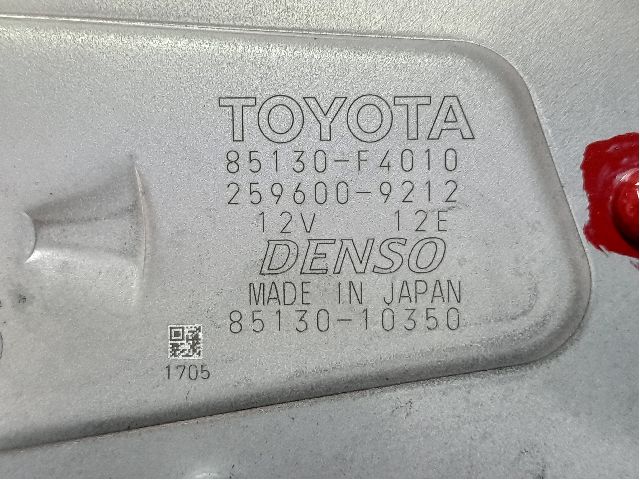 TOYOTA
85130-F4010
259600-9212
12V 12E
DENSO
MADE IN JAPAN
85130-10350
1705